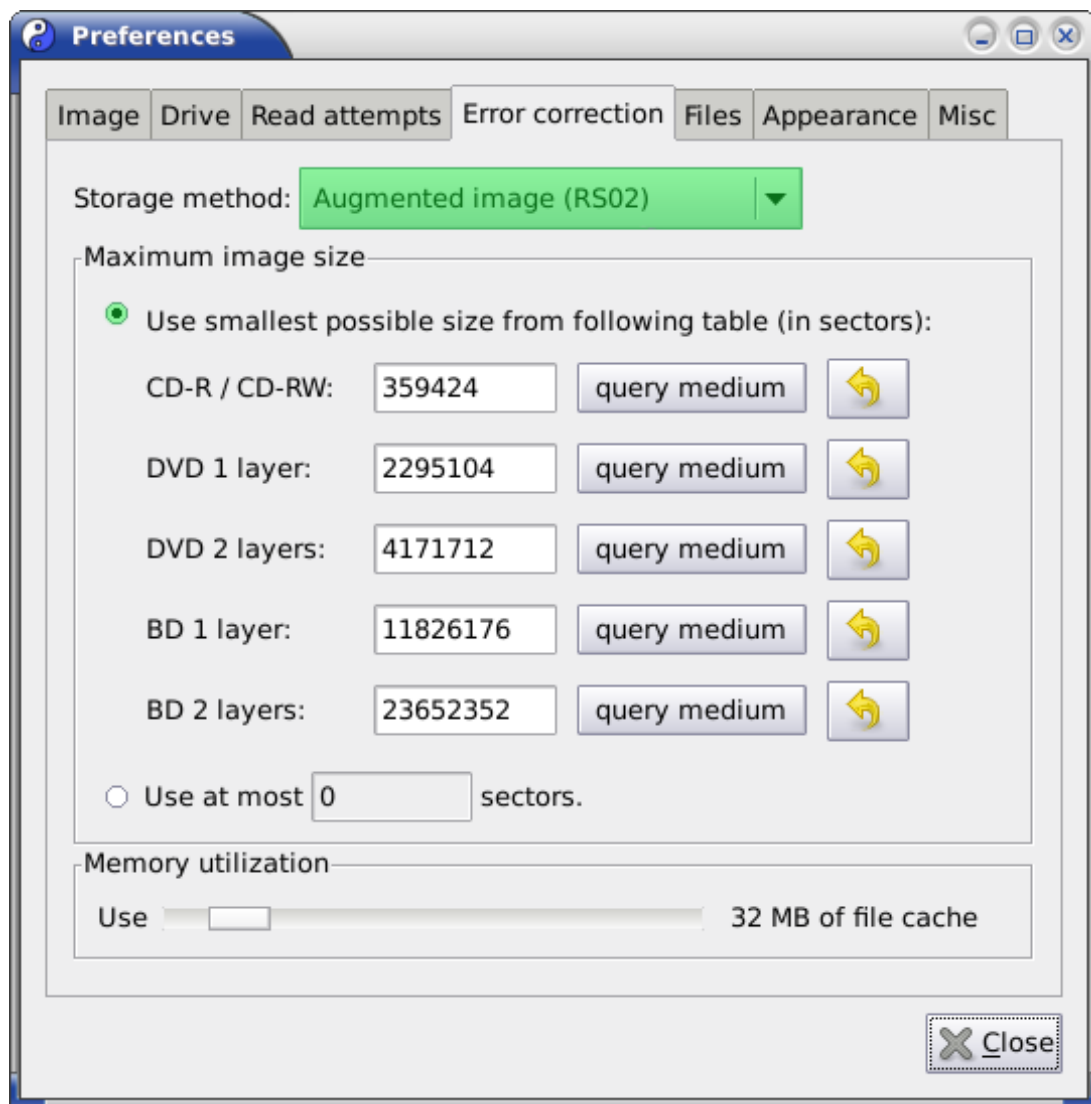 Preferences
Image Drive Read attempts Error correction Files Appearance Misc
Storage method: Augmented image (RS02)
Maximum image size
Use smallest possible size from following table (in sectors):
CD-R / CD-RW: 359424 query medium
DVD 1 layer: 2295104 query medium
DVD 2 layers: 4171712 query medium
BD 1 layer: 11826176 query medium
BD 2 layers: 23652352 query medium
Use at most 0 sectors.
Memory utilization
Use 32 MB of file cache
Close